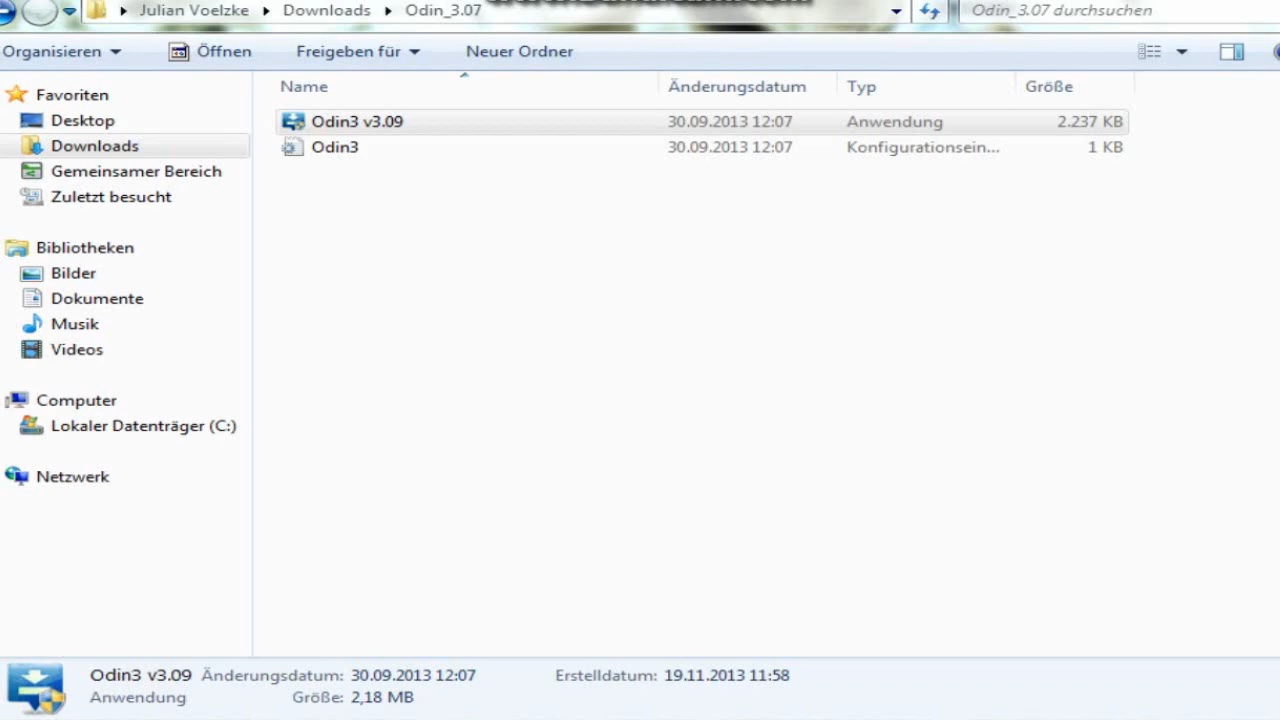 Julian Voelzke Downloads Odin_3.07 Odin_3.07 durchsuchen
Organisieren Öffnen Freigeben für Neuer Ordner
Name Änderungsdatum Typ Größe
Favoriten
Desktop
Downloads
Gemeinsamer Bereich
Zuletzt besucht
Bibliotheken
Bilder
Dokumente
Musik
Videos
Computer
Lokaler Datenträger (C:)
Netzwerk
Odin3 v3.09 30.09.2013 12:07 Anwendung 2.237 KB
Odin3 30.09.2013 12:07 Konfigurationsein... 1 KB
Odin3 v3.09 Änderungsdatum: 30.09.2013 12:07 Erstelldatum: 19.11.2013 11:58
Anwendung Größe: 2,18 MB